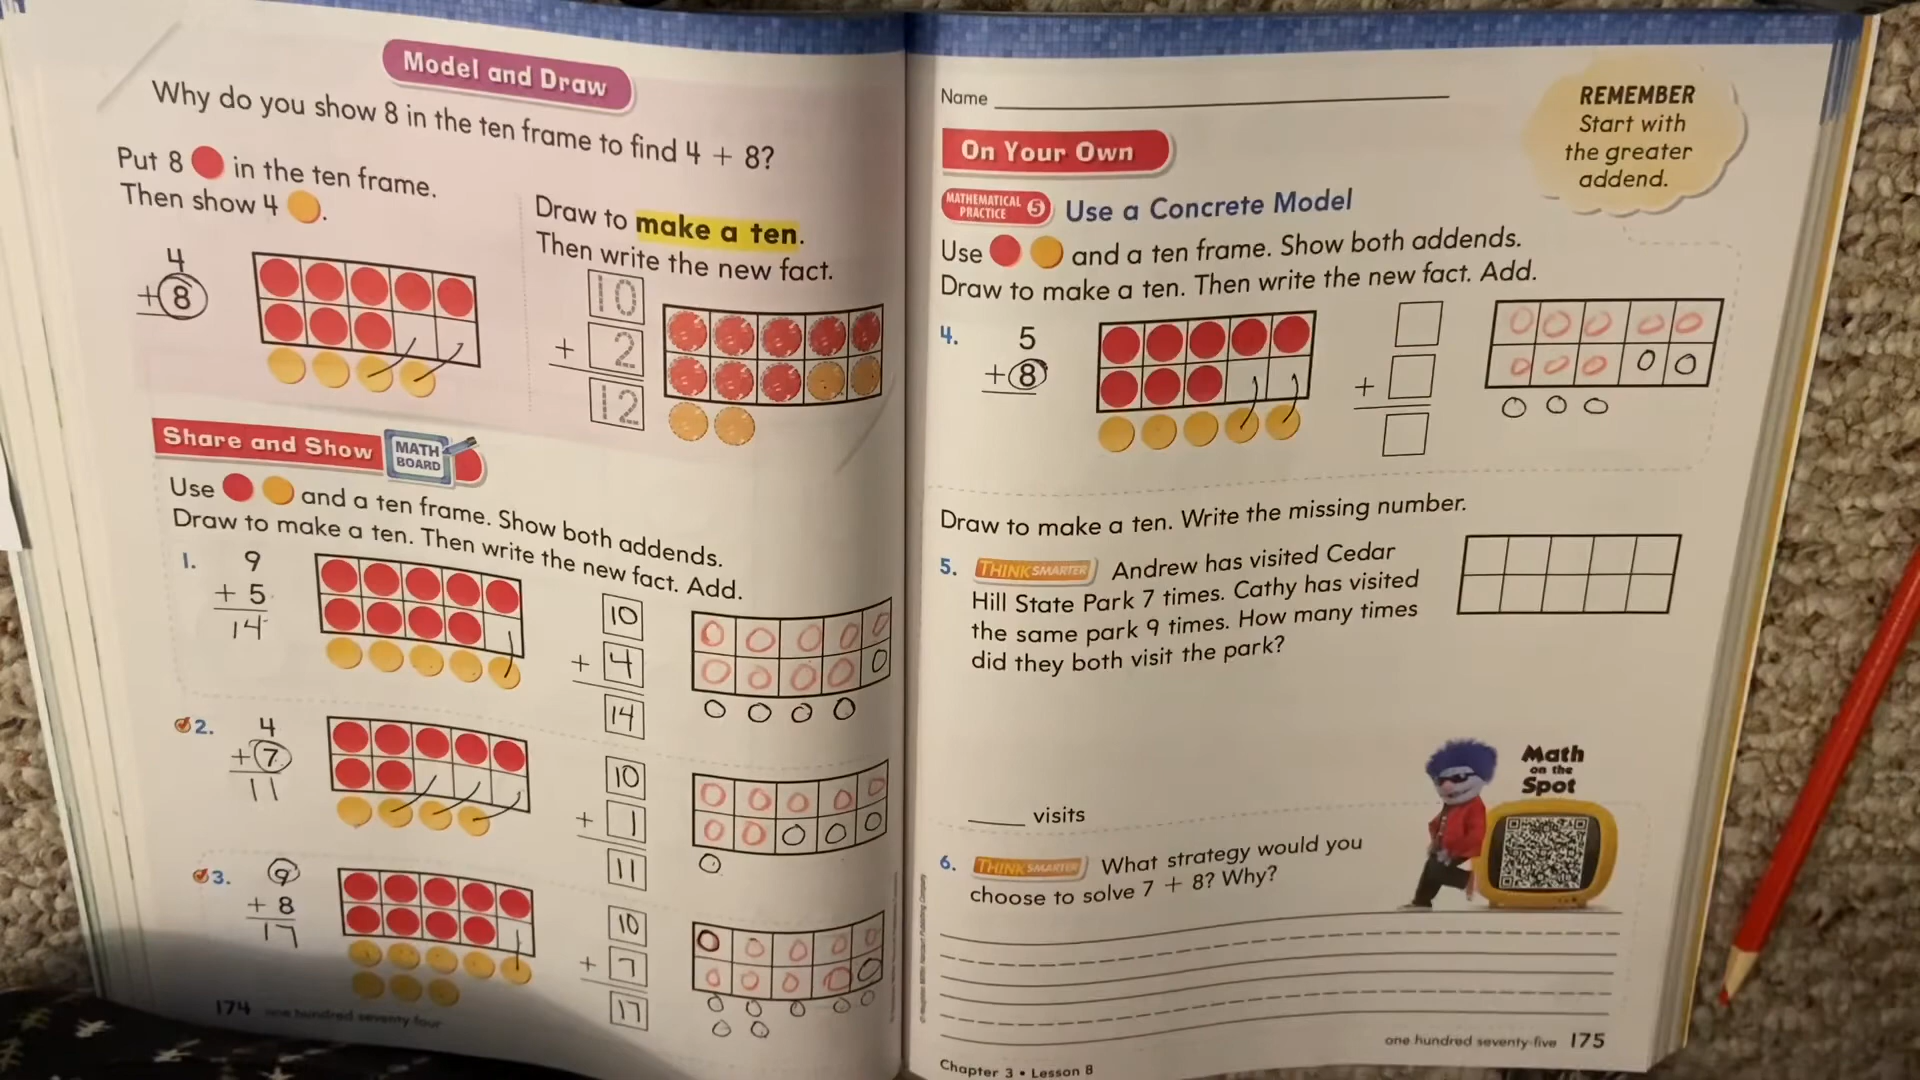 Model and Draw
Why do you show 8 in the ten frame to find 4 + 8?
Put 8 in the ten frame.
Then show 4 .
4
+ 8
Draw to make a ten.
Then write the new fact.
10
+ 2
12
Share and Show
MATH
BOARD
Use and a ten frame. Show both addends.
Draw to make a ten. Then write the new fact. Add.
1.
9
+ 5
14
10
+ 4
14
2.
4
+ 7
11
10
+ 1
11
3.
9
+ 8
17
10
+ 7
17
174 one hundred seventy-four
Name
REMEMBER
Start with
the greater
addend.
On Your Own
MATHEMATICAL
PRACTICE 5
Use a Concrete Model
Use and a ten frame. Show both addends.
Draw to make a ten. Then write the new fact. Add.
4.
5
+ 8
+
Draw to make a ten. Write the missing number.
5. THINK SMARTER Andrew has visited Cedar
Hill State Park 7 times. Cathy has visited
the same park 9 times. How many times
did they both visit the park?
visits
Math
on the
Spot
6. THINK SMARTER What strategy would you
choose to solve 7 + 8? Why?
Chapter 3 • Lesson 8
one hundred seventy-five 175